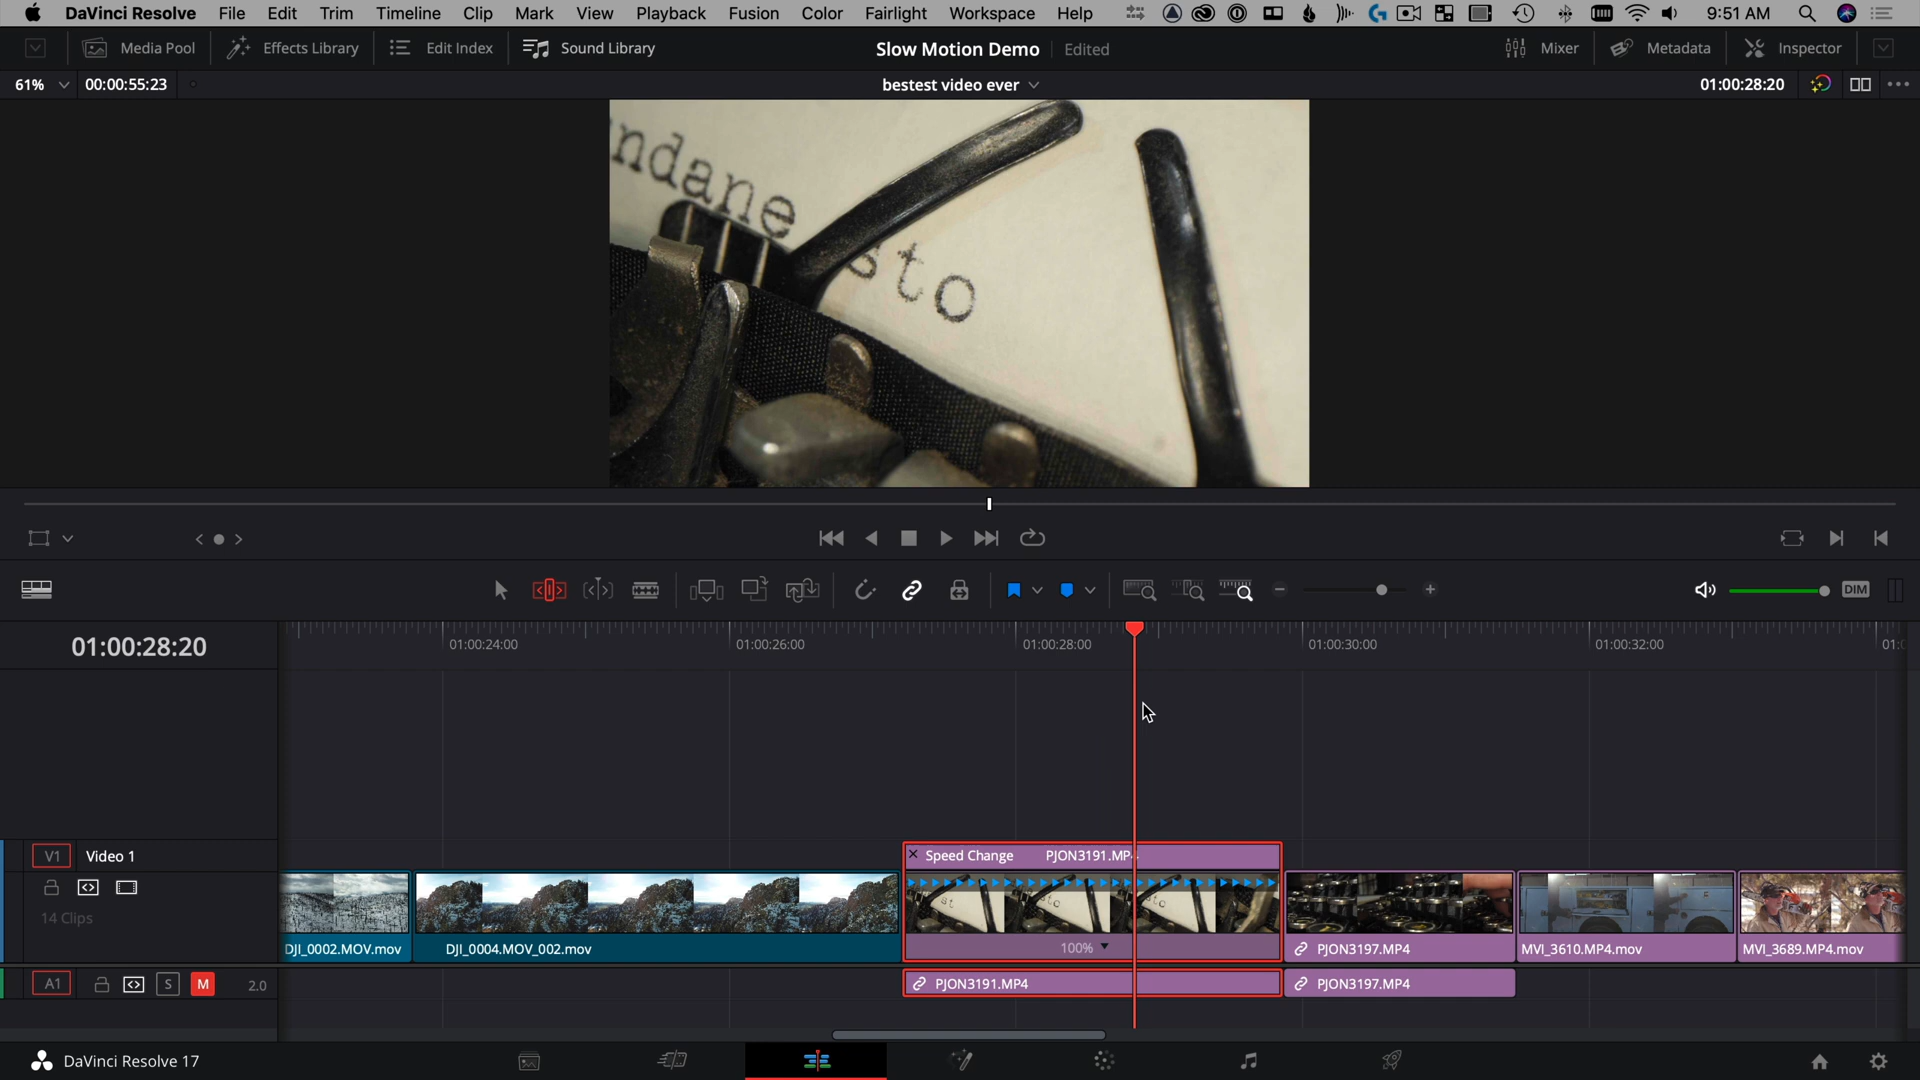 DaVinci Resolve File Edit Trim Timeline Clip Mark View Playback Fusion Color Fairlight Workspace Help 9:51 AM
Media Pool Effects Library Edit Index Sound Library Slow Motion Demo Edited Mixer Metadata Inspector
61% 00:00:55:23 bestest video ever 01:00:28:20
ndane
sto
DIM
01:00:28:20 01:00:24:00 01:00:26:00 01:00:28:00 01:00:30:00 01:00:32:00
V1 Video 1 Speed Change PJON3191.MP4
14 Clips
DJI_0002.MOV.mov DJI_0004.MOV_002.mov 100% PJON3197.MP4 MVI_3610.MP4.mov MVI_3689.MP4.mov
A1 S M 2.0 PJON3191.MP4 PJON3197.MP4
DaVinci Resolve 17